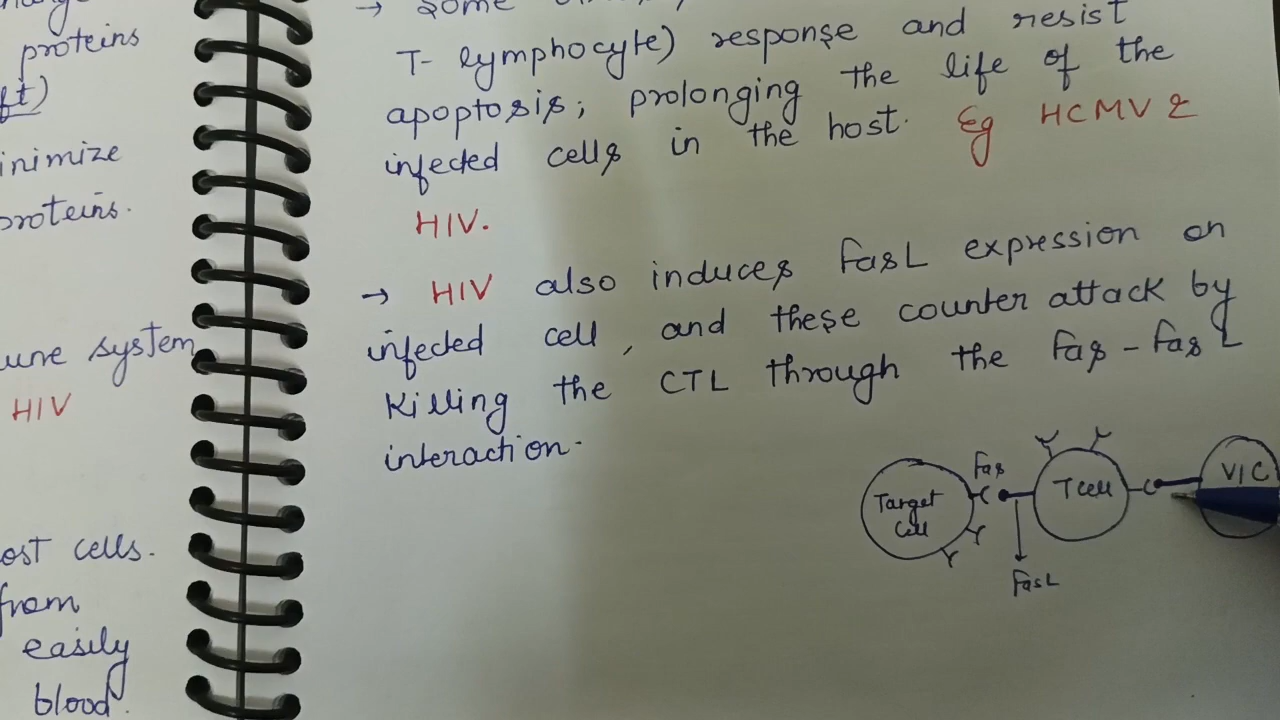 proteins
inimize
proteins.
une system
HIV
ost cells.
from
easily
blood.
→ Some
T- lymphocyte) response and resist
apoptosis; prolonging the life of the
infected cells in the host. Eg HCMV &
HIV.
→ HIV also induces FasL expression on
infected cell, and these counter attack by
Killing the CTL through the Fas-FasL
interaction.
Fas
Target
Cell
T cell
VIC
FasL